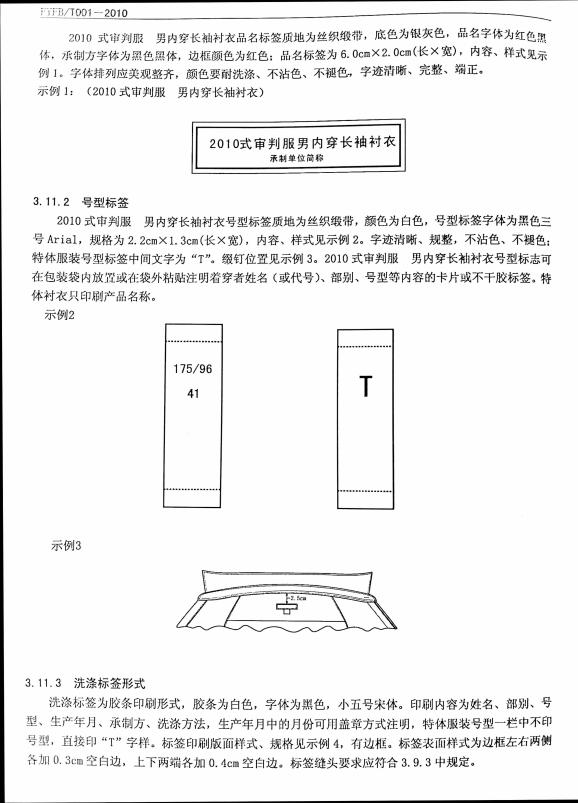 FYFB/T001—2010
2010 式审判服　男内穿长袖衬衣品名标签质地为丝织缎带，底色为银灰色，品名字体为红色黑
体，承制方字体为黑色黑体，边框颜色为红色；品名标签为 6.0cm×2.0cm(长×宽)，内容、样式见示
例 1。字体排列应美观整齐，颜色要耐洗涤、不沾色、不褪色，字迹清晰、完整、端正。
示例 1：（2010 式审判服　男内穿长袖衬衣）
2010式审判服男内穿长袖衬衣
承制单位简称
3.11.2 号型标签
2010 式审判服　男内穿长袖衬衣号型标签质地为丝织缎带，颜色为白色，号型标签字体为黑色三
号 Arial，规格为 2.2cm×1.3cm(长×宽)，内容、样式见示例 2。字迹清晰、规整，不沾色、不褪色；
特体服装号型标签中间文字为“T”。缀钉位置见示例 3。2010 式审判服　男内穿长袖衬衣号型标志可
在包装袋内放置或在袋外粘贴注明着穿者姓名（或代号）、部别、号型等内容的卡片或不干胶标签。特
体衬衣只印刷产品名称。
示例2
175/96
41
T
示例3
2.5cm
3.11.3 洗涤标签形式
洗涤标签为胶条印刷形式，胶条为白色，字体为黑色，小五号宋体。印刷内容为姓名、部别、号
型、生产年月、承制方、洗涤方法，生产年月中的月份可用盖章方式注明，特体服装号型一栏中不印
号型，直接印“T”字样。标签印刷版面样式、规格见示例 4，有边框。标签表面样式为边框左右两侧
各加 0.3cm 空白边，上下两端各加 0.4cm 空白边。标签缝头要求应符合 3.9.3 中规定。